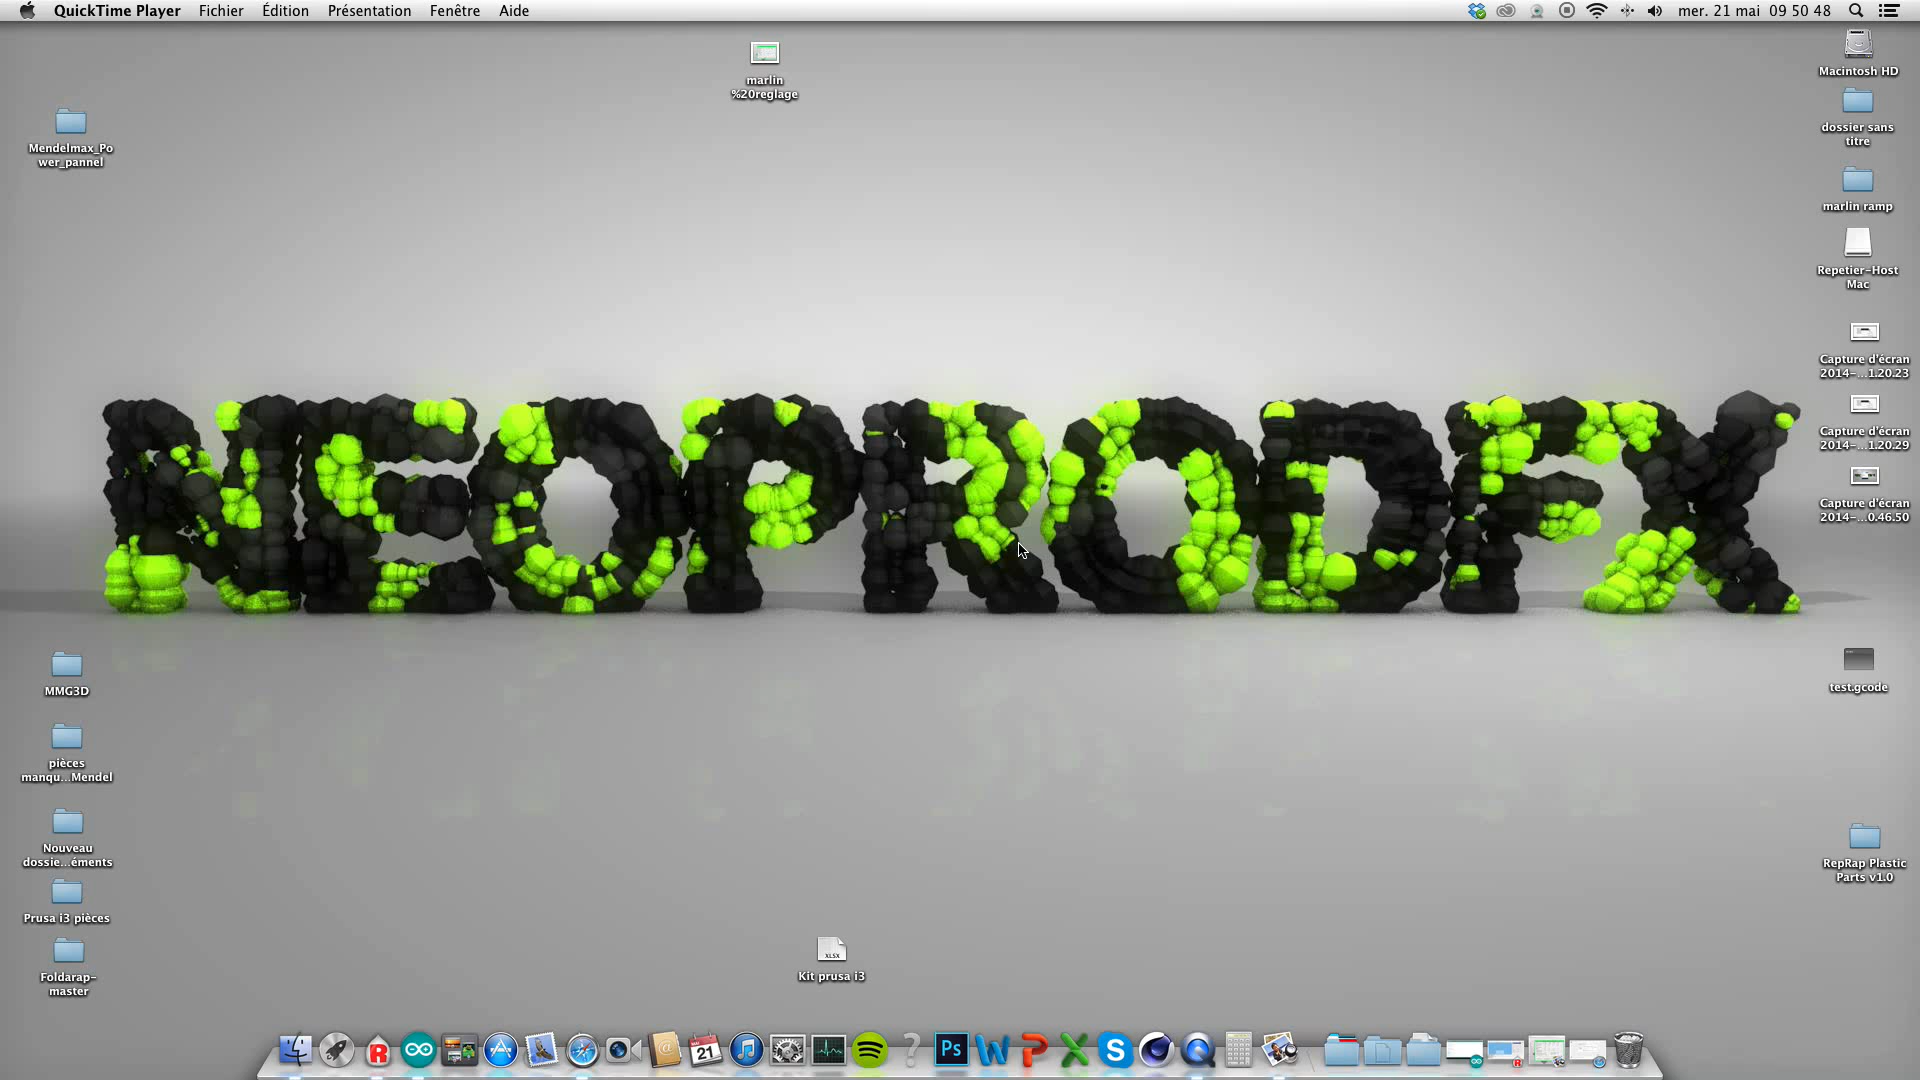 QuickTime Player Fichier Édition Présentation Fenêtre Aide
mer. 21 mai 09 50 48
marlin
%20reglage
Macintosh HD
dossier sans
titre
Mendelmax_Po
wer_pannel
marlin ramp
Repetier-Host
Mac
Capture d'écran
2014-...1.20.23
Capture d'écran
2014-...1.20.29
Capture d'écran
2014-...0.46.50
NEOPRODFX
MMG3D
test.gcode
pièces
manqu...Mendel
Nouveau
dossie...éments
RepRap Plastic
Parts v1.0
Prusa i3 pièces
Foldarap-
master
XLSX
Kit prusa i3
R
21
?
Ps
W
P
X
S